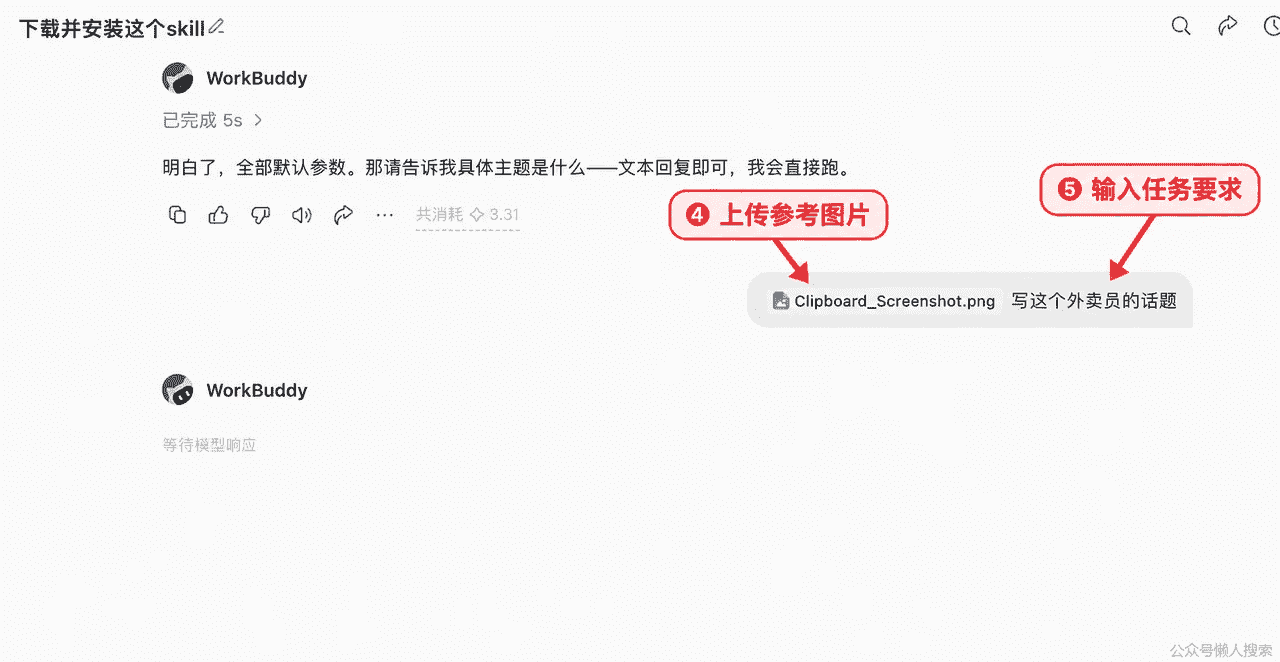 下载并安装这个skill
WorkBuddy
已完成 5s >
明白了，全部默认参数。那请告诉我具体主题是什么——文本回复即可，我会直接跑。
共消耗 3.31
❹ 上传参考图片
❺ 输入任务要求
Clipboard_Screenshot.png 写这个外卖员的话题
WorkBuddy
等待模型响应
公众号懒人搜索